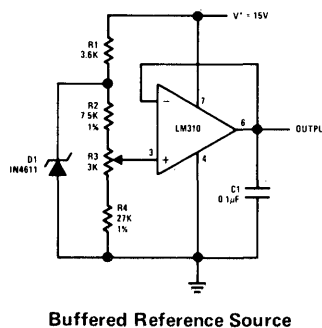 V+ = 15V
R1
3.6K
R2
7.5K
1%
7
6
LM310
OUTPU
D1
IN4611
R3
3K
3
4
C1
0.1µF
R4
27K
1%
Buffered Reference Source